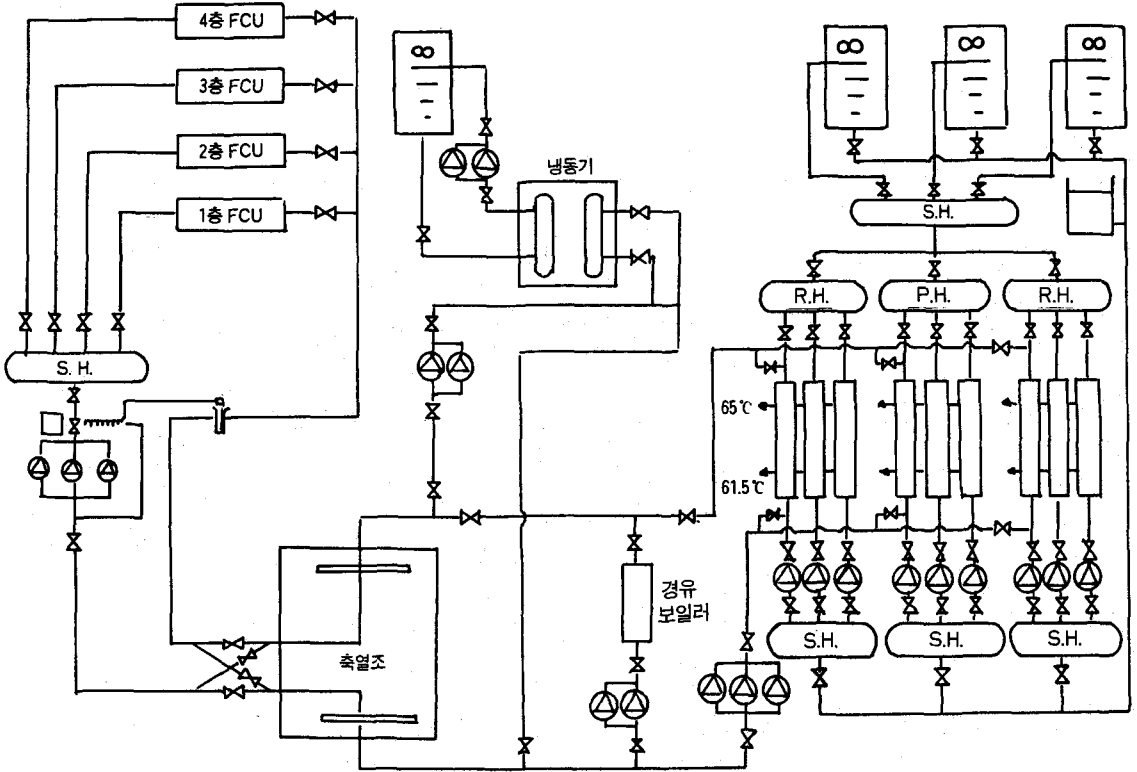 4층 FCU
3층 FCU
2층 FCU
1층 FCU
냉동기
S.H.
R.H.
P.H.
R.H.
S. H.
65℃
61.5℃
경유
보일러
축열조
S.H.
S.H.
S.H.